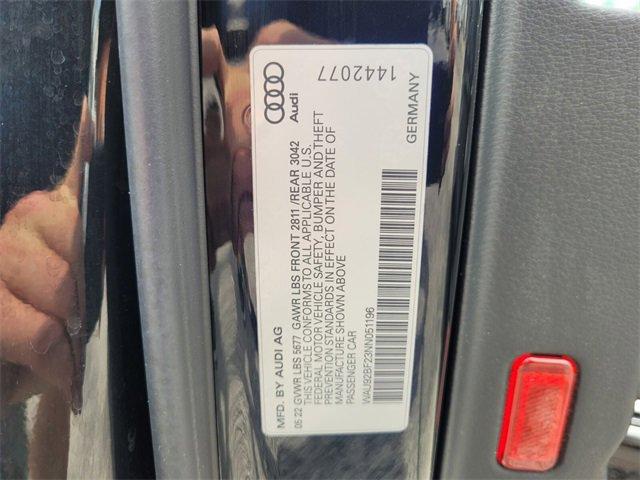 MFD. BY AUDI AG
Audi
05 22 GVWR LBS 5677 GAWR LBS FRONT 2811 /REAR 3042
THIS VEHICLE CONFORMS TO ALL APPLICABLE U.S.
FEDERAL MOTOR VEHICLE SAFETY, BUMPER AND THEFT
PREVENTION STANDARDS IN EFFECT ON THE DATE OF
MANUFACTURE SHOWN ABOVE
PASSENGER CAR
WAU92BF23NN051196
GERMANY
1442077